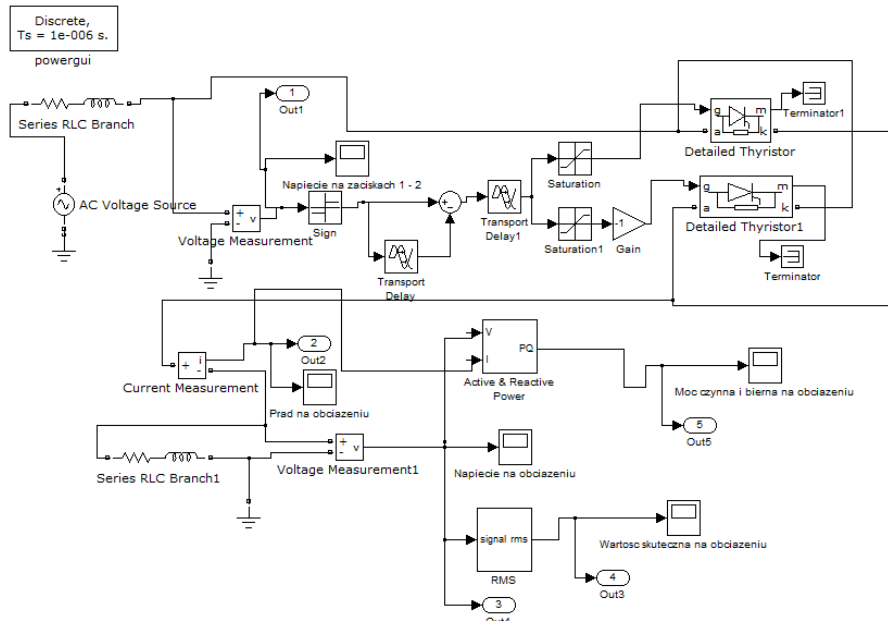 Discrete,
Ts = 1e-006 s.
powergui
Series RLC Branch
1
Out1
Napiecie na zaciskach 1 - 2
AC Voltage Source
+
-
v
Voltage Measurement
Sign
Transport
Delay
+
-
Transport
Delay1
Saturation
Saturation1
-1
Gain
g
m
a
k
Detailed Thyristor
Terminator1
g
m
a
k
Detailed Thyristor1
Terminator
+
i
-
Current Measurement
2
Out2
Prad na obciazeniu
V
I
PQ
Active & Reactive
Power
Moc czynna i bierna na obciazeniu
5
Out5
Series RLC Branch1
+
-
v
Voltage Measurement1
Napiecie na obciazeniu
signal rms
RMS
Wartosc skuteczna na obciazeniu
4
Out3
3